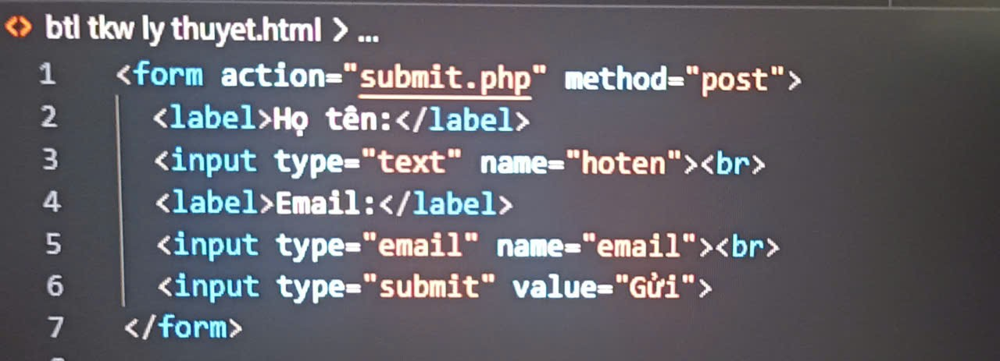 btl tkw ly thuyet.html > ...
1 <form action="submit.php" method="post">
2 <label>Họ tên:</label>
3 <input type="text" name="hoten"><br>
4 <label>Email:</label>
5 <input type="email" name="email"><br>
6 <input type="submit" value="Gửi">
7 </form>